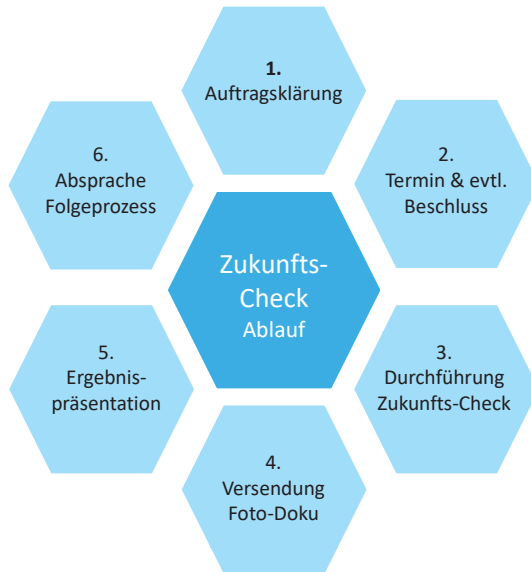 Zukunfts-
Check
Ablauf
1.
Auftragsklärung
2.
Termin & evtl.
Beschluss
3.
Durchführung
Zukunfts-Check
4.
Versendung
Foto-Doku
5.
Ergebnis-
präsentation
6.
Absprache
Folgeprozess